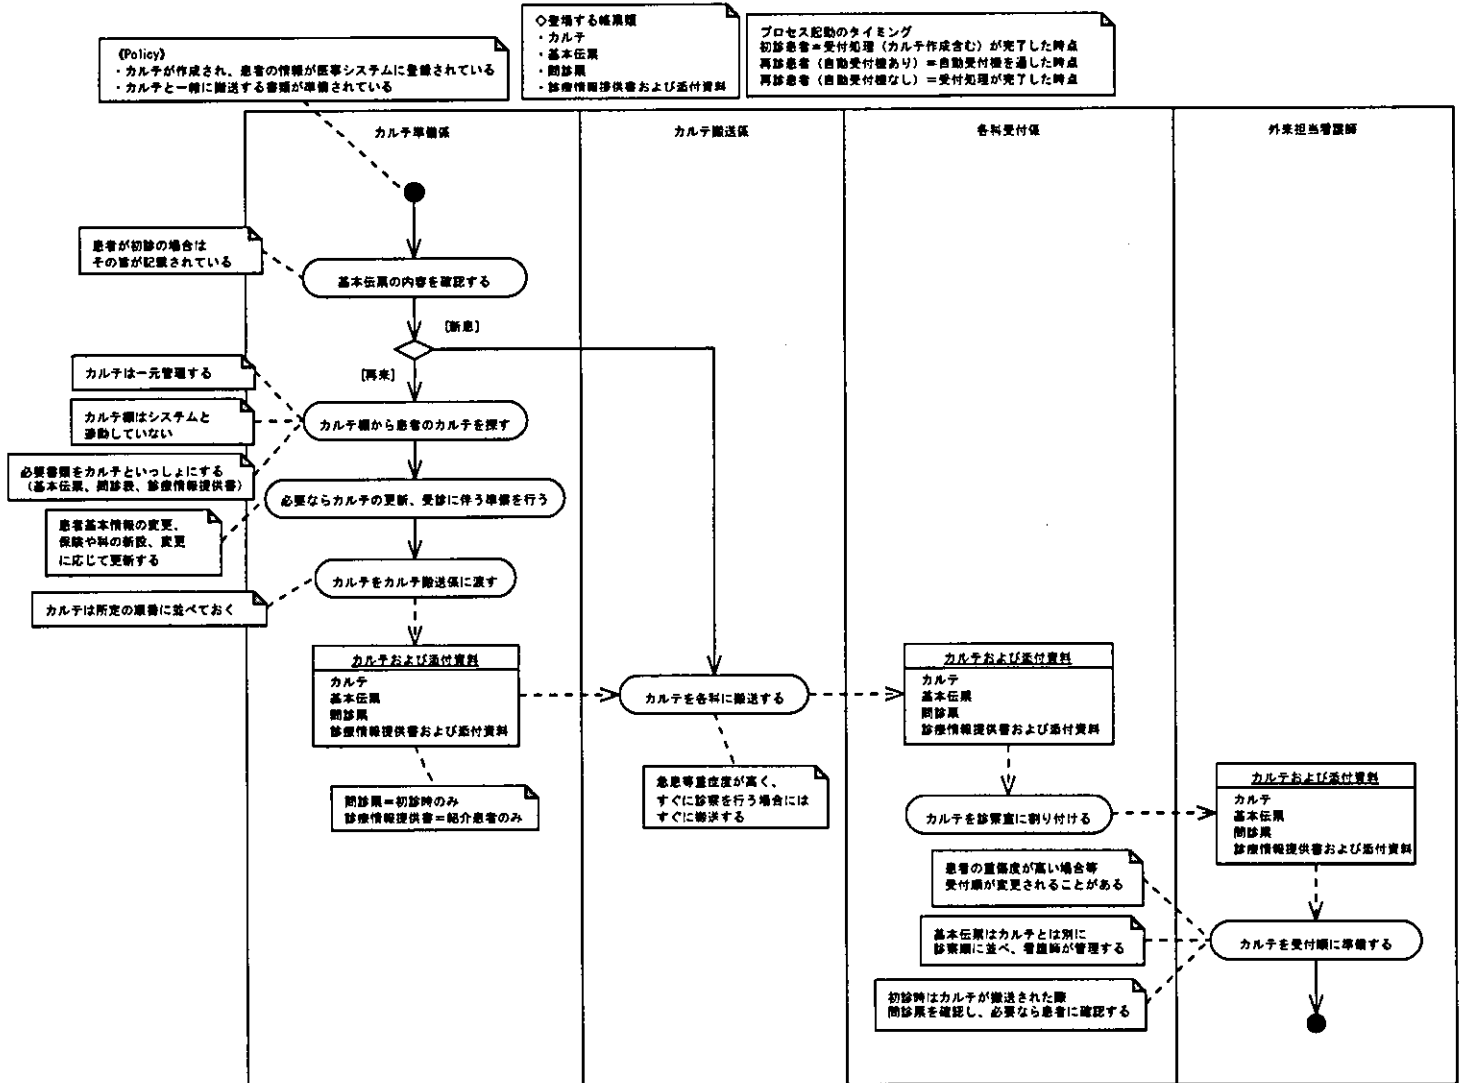 《Policy》
・カルテが作成され、患者の情報が医事システムに登録されている
・カルテと一緒に搬送する書類が準備されている
◇登場する帳票類
・カルテ
・基本伝票
・問診票
・診療情報提供書および添付資料
プロセス起動のタイミング
初診患者＝受付処理（カルテ作成含む）が完了した時点
再診患者（自動受付機あり）＝自動受付機を通した時点
再診患者（自動受付機なし）＝受付処理が完了した時点
カルテ準備係
カルテ搬送係
各科受付係
外来担当看護師
患者が初診の場合は
その旨が記載されている
基本伝票の内容を確認する
[新患]
[再来]
カルテは一元管理する
カルテ棚はシステムと
連動していない
カルテ棚から患者のカルテを探す
必要書類をカルテといっしょにする
（基本伝票、問診表、診療情報提供書）
必要ならカルテの更新、受診に伴う準備を行う
患者基本情報の変更、
保険や科の新設、変更
に応じて更新する
カルテをカルテ搬送係に渡す
カルテは所定の順番に並べておく
カルテおよび添付資料
カルテ
基本伝票
問診票
診療情報提供書および添付資料
カルテを各科に搬送する
カルテおよび添付資料
カルテ
基本伝票
問診票
診療情報提供書および添付資料
問診票＝初診時のみ
診療情報提供書＝紹介患者のみ
急患等重症度が高く、
すぐに診察を行う場合には
すぐに搬送する
カルテを診察室に割り付ける
カルテおよび添付資料
カルテ
基本伝票
問診票
診療情報提供書および添付資料
患者の重傷度が高い場合等
受付順が変更されることがある
基本伝票はカルテとは別に
診察順に並べ、看護師が管理する
カルテを受付順に準備する
初診時はカルテが搬送された際
問診票を確認し、必要なら患者に確認する